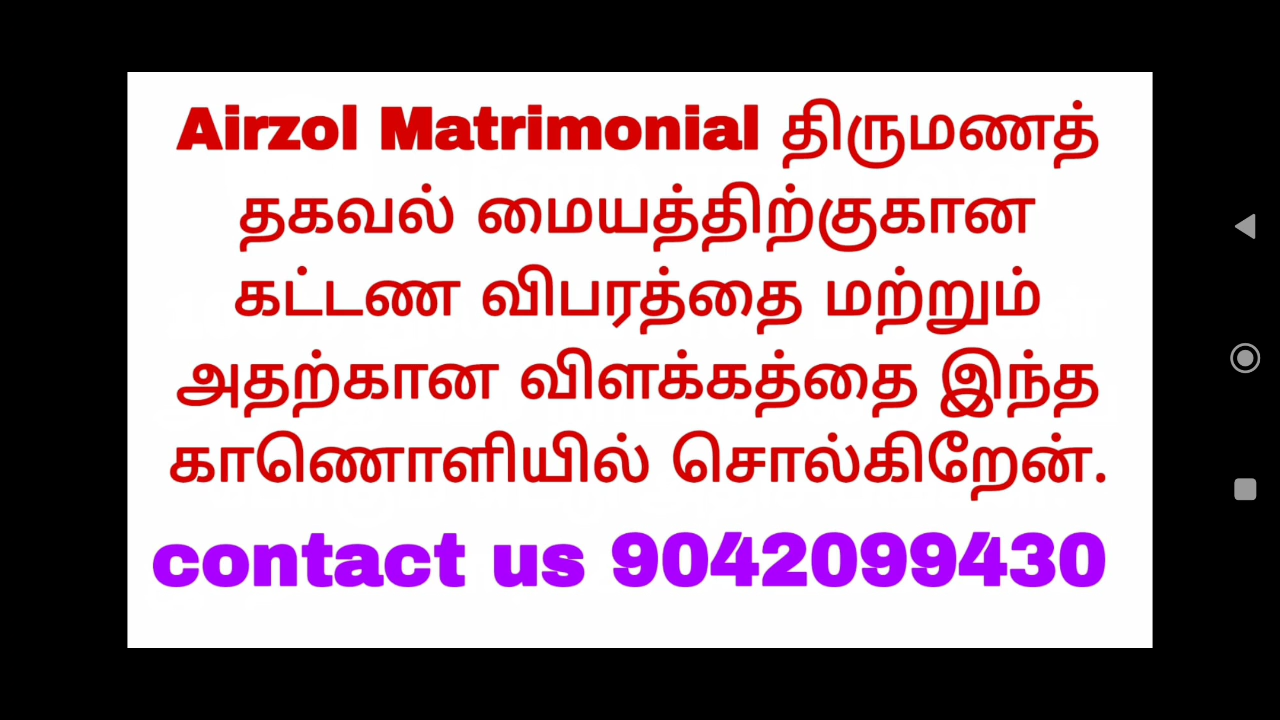 Airzol Matrimonial திருமணத்
தகவல் மையத்திற்குகான
கட்டண விபரத்தை மற்றும்
அதற்கான விளக்கத்தை இந்த
காணொளியில் சொல்கிறேன்.
contact us 9042099430